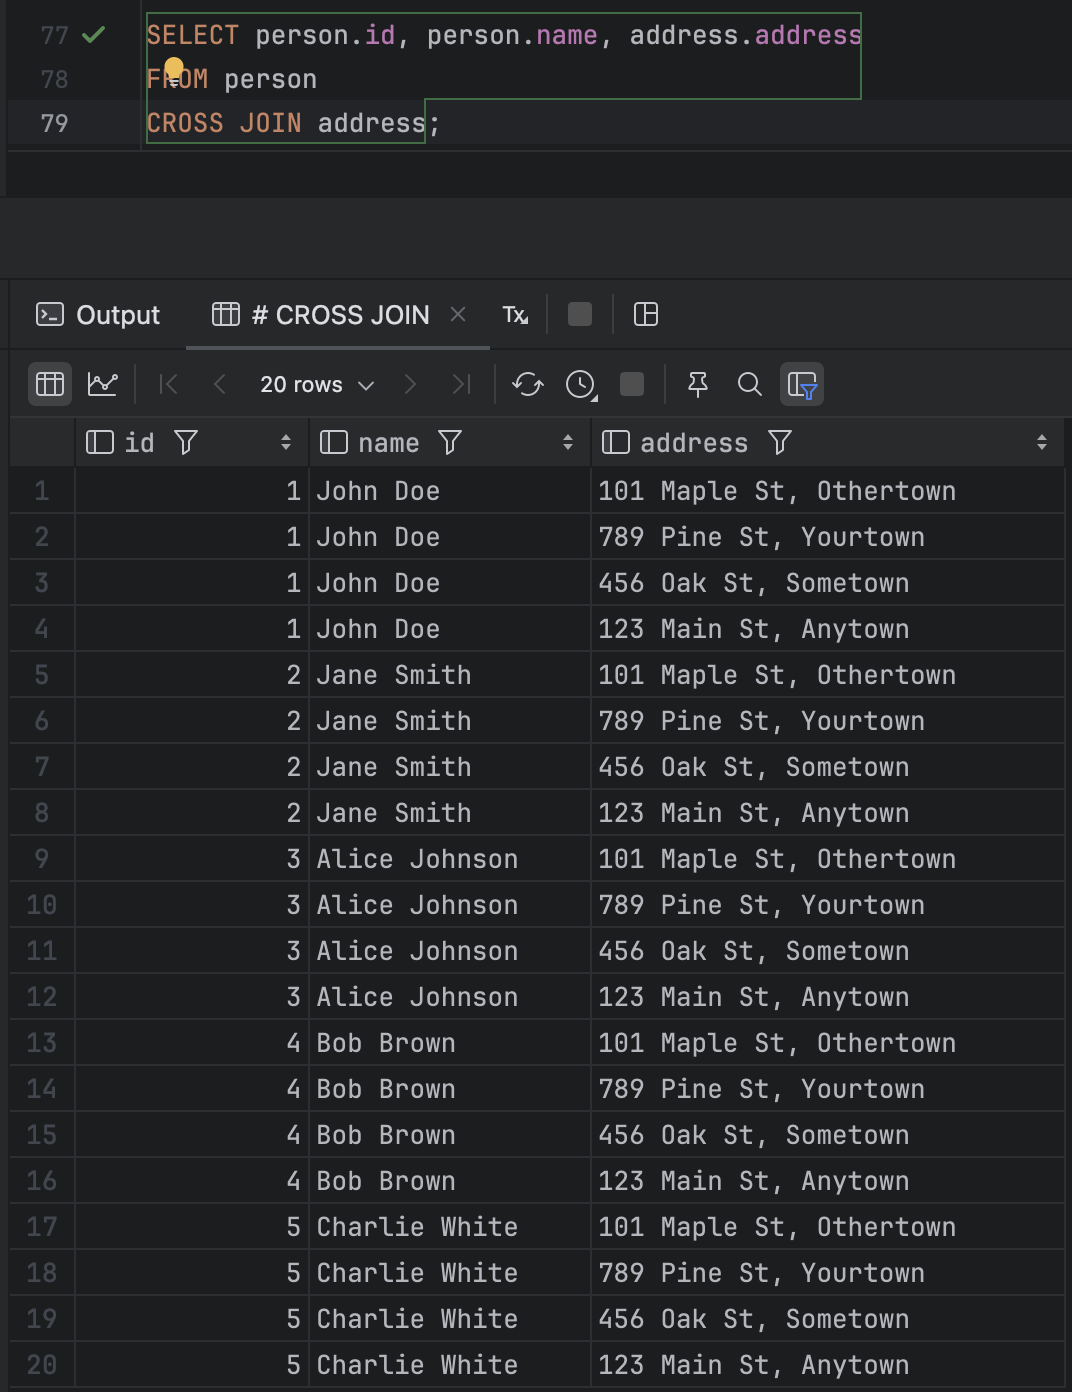 77 SELECT person.id, person.name, address.address
78 FROM person
79 CROSS JOIN address;
Output # CROSS JOIN Tx
20 rows
id name address
1 1 John Doe 101 Maple St, Othertown
2 1 John Doe 789 Pine St, Yourtown
3 1 John Doe 456 Oak St, Sometown
4 1 John Doe 123 Main St, Anytown
5 2 Jane Smith 101 Maple St, Othertown
6 2 Jane Smith 789 Pine St, Yourtown
7 2 Jane Smith 456 Oak St, Sometown
8 2 Jane Smith 123 Main St, Anytown
9 3 Alice Johnson 101 Maple St, Othertown
10 3 Alice Johnson 789 Pine St, Yourtown
11 3 Alice Johnson 456 Oak St, Sometown
12 3 Alice Johnson 123 Main St, Anytown
13 4 Bob Brown 101 Maple St, Othertown
14 4 Bob Brown 789 Pine St, Yourtown
15 4 Bob Brown 456 Oak St, Sometown
16 4 Bob Brown 123 Main St, Anytown
17 5 Charlie White 101 Maple St, Othertown
18 5 Charlie White 789 Pine St, Yourtown
19 5 Charlie White 456 Oak St, Sometown
20 5 Charlie White 123 Main St, Anytown